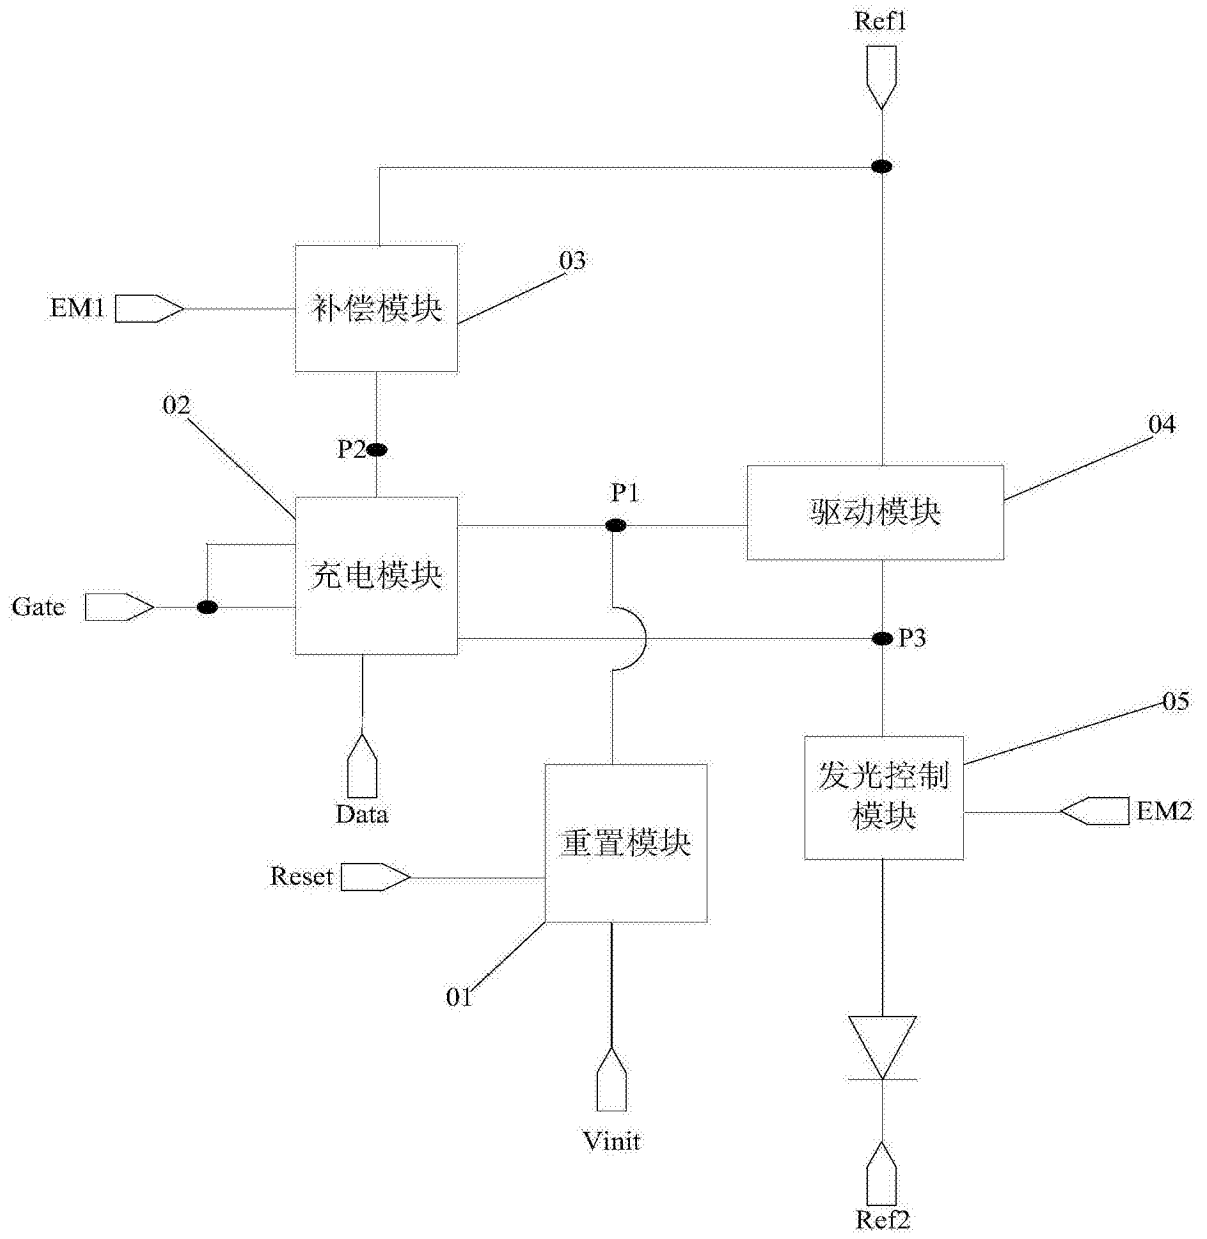 Ref1
03
EM1
补偿模块
02
P2
04
P1
驱动模块
充电模块
Gate
P3
05
发光控制
模块
EM2
Data
重置模块
Reset
01
Vinit
Ref2